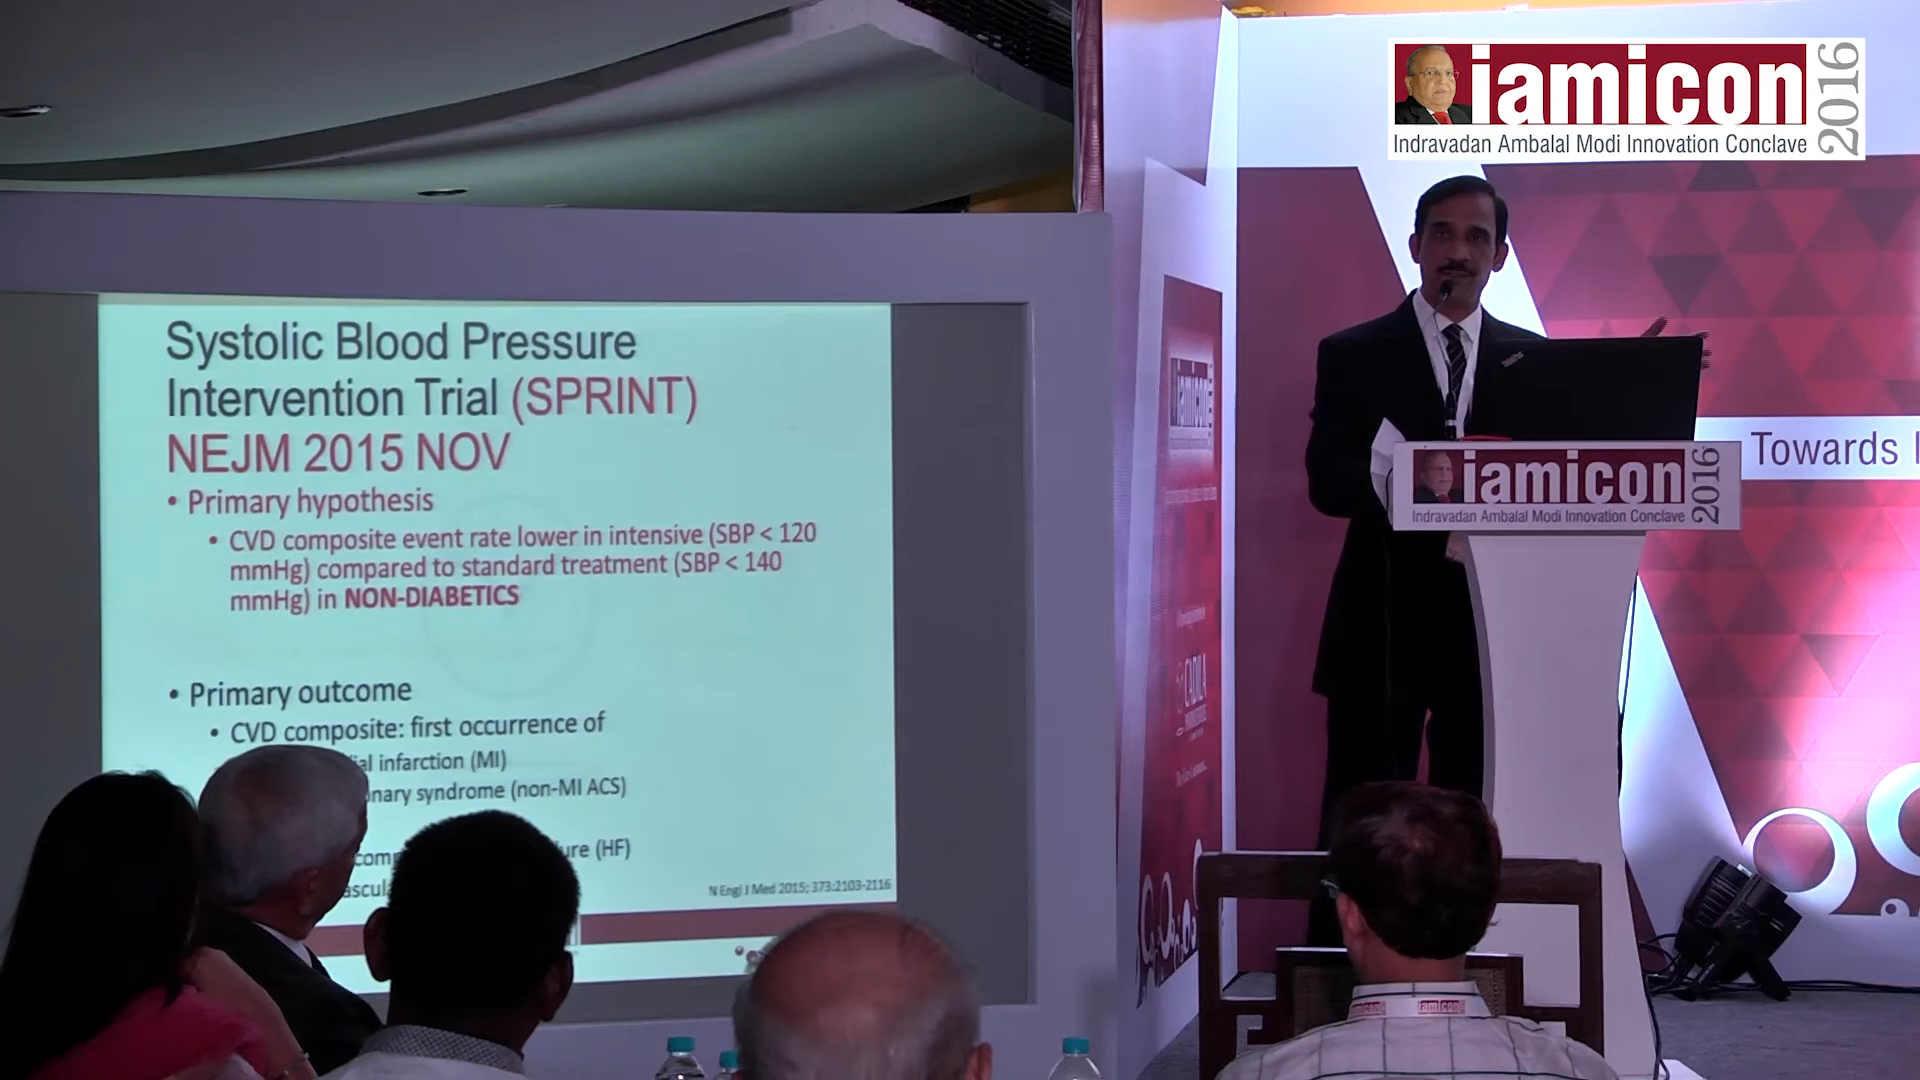 iamicon
2016
Indravadan Ambalal Modi Innovation Conclave
Systolic Blood Pressure
Intervention Trial (SPRINT)
NEJM 2015 NOV
• Primary hypothesis
• CVD composite event rate lower in intensive (SBP < 120
mmHg) compared to standard treatment (SBP < 140
mmHg) in NON-DIABETICS
• Primary outcome
• CVD composite: first occurrence of
infarction (MI)
syndrome (non-MI ACS)
(HF)
N Engl J Med 2015; 373:2103-2116
iamicon
2016
Indravadan Ambalal Modi Innovation Conclave
Towards
iamicon
CADILA
iamicon